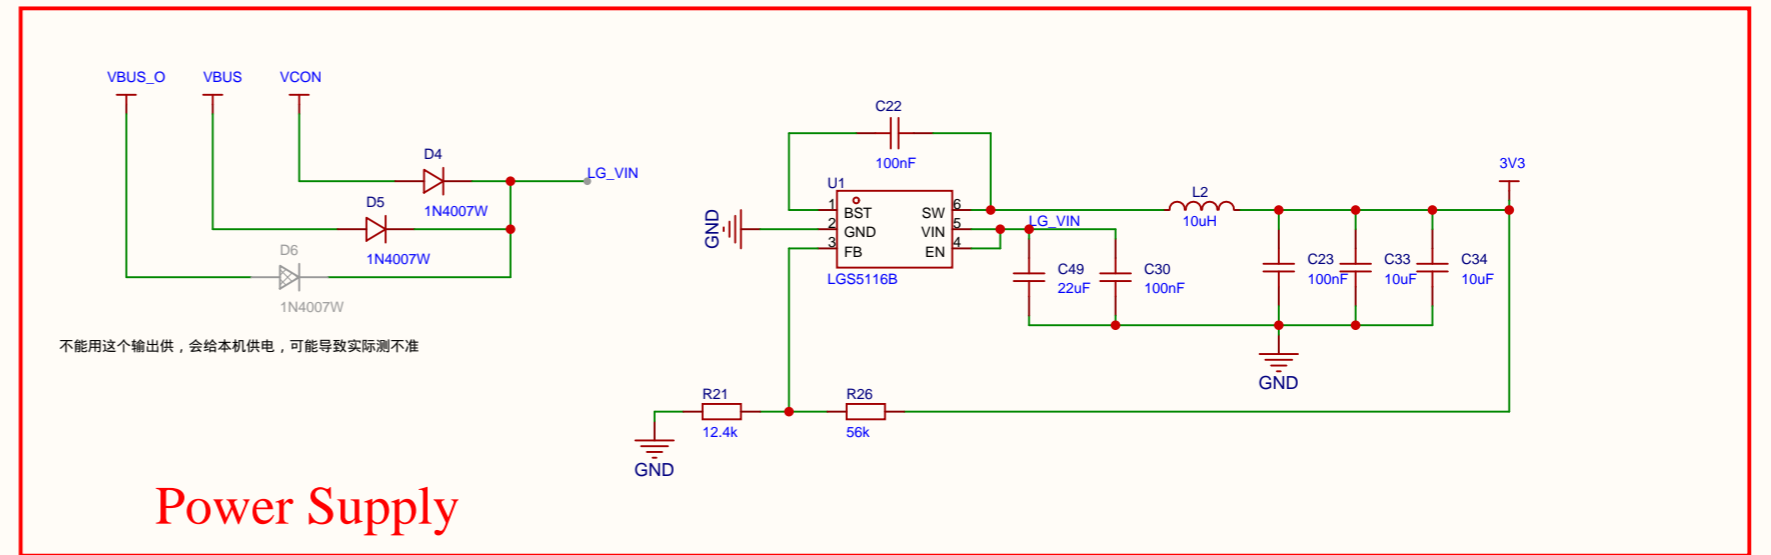 VBUS_O
VBUS
VCON
D4
1N4007W
LG_VIN
D5
1N4007W
D6
1N4007W
不能用这个输出供，会给本机供电，可能导致实际测不准
C22
100nF
U1
1
BST
2
GND
3
FB
SW
6
VIN
5
EN
4
LGS5116B
GND
LG_VIN
C49
22uF
C30
100nF
L2
10uH
3V3
C23
100nF
C33
10uF
C34
10uF
GND
R21
12.4k
R26
56k
GND
Power Supply